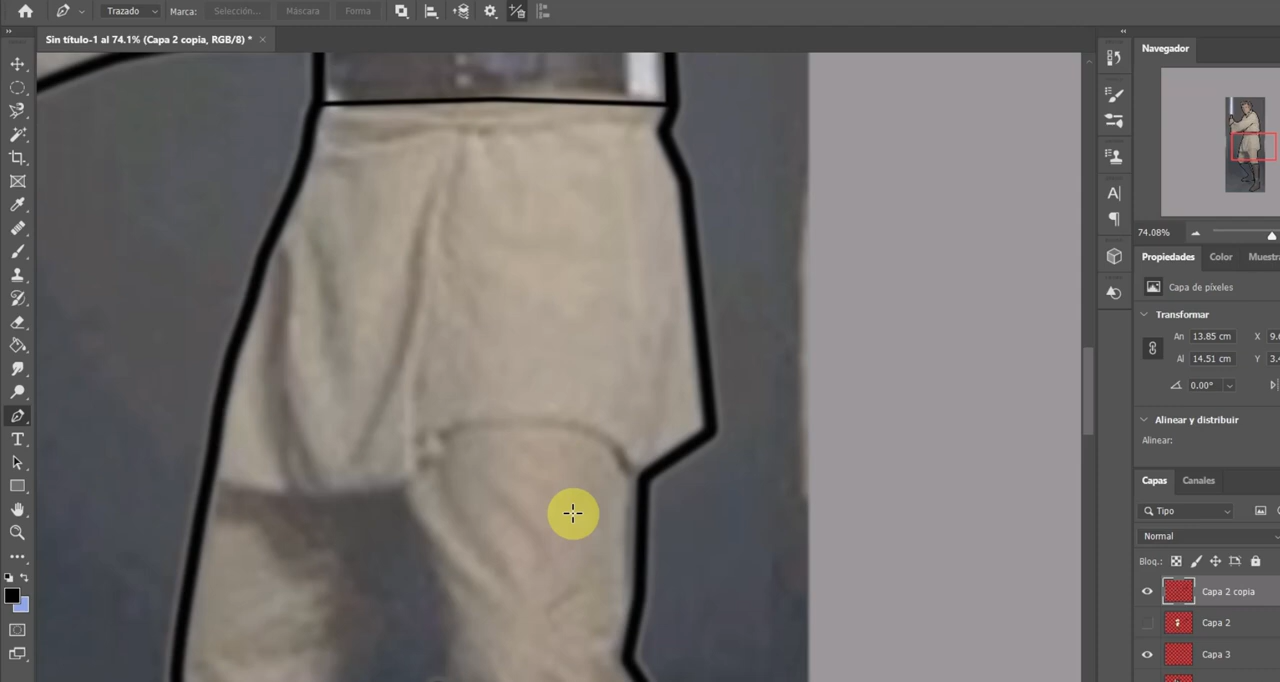 Trazado
Marca:
Selección...
Máscara
Forma
Sin título-1 al 74.1% (Capa 2 copia, RGB/8) *
Navegador
74.08%
Propiedades
Color
Capa de píxeles
Transformar
An 13.85 cm X
Al 14.51 cm Y
0.00°
Alinear y distribuir
Alinear:
Capas
Canales
Tipo
Normal
Bloq.:
Capa 2 copia
Capa 2
Capa 3